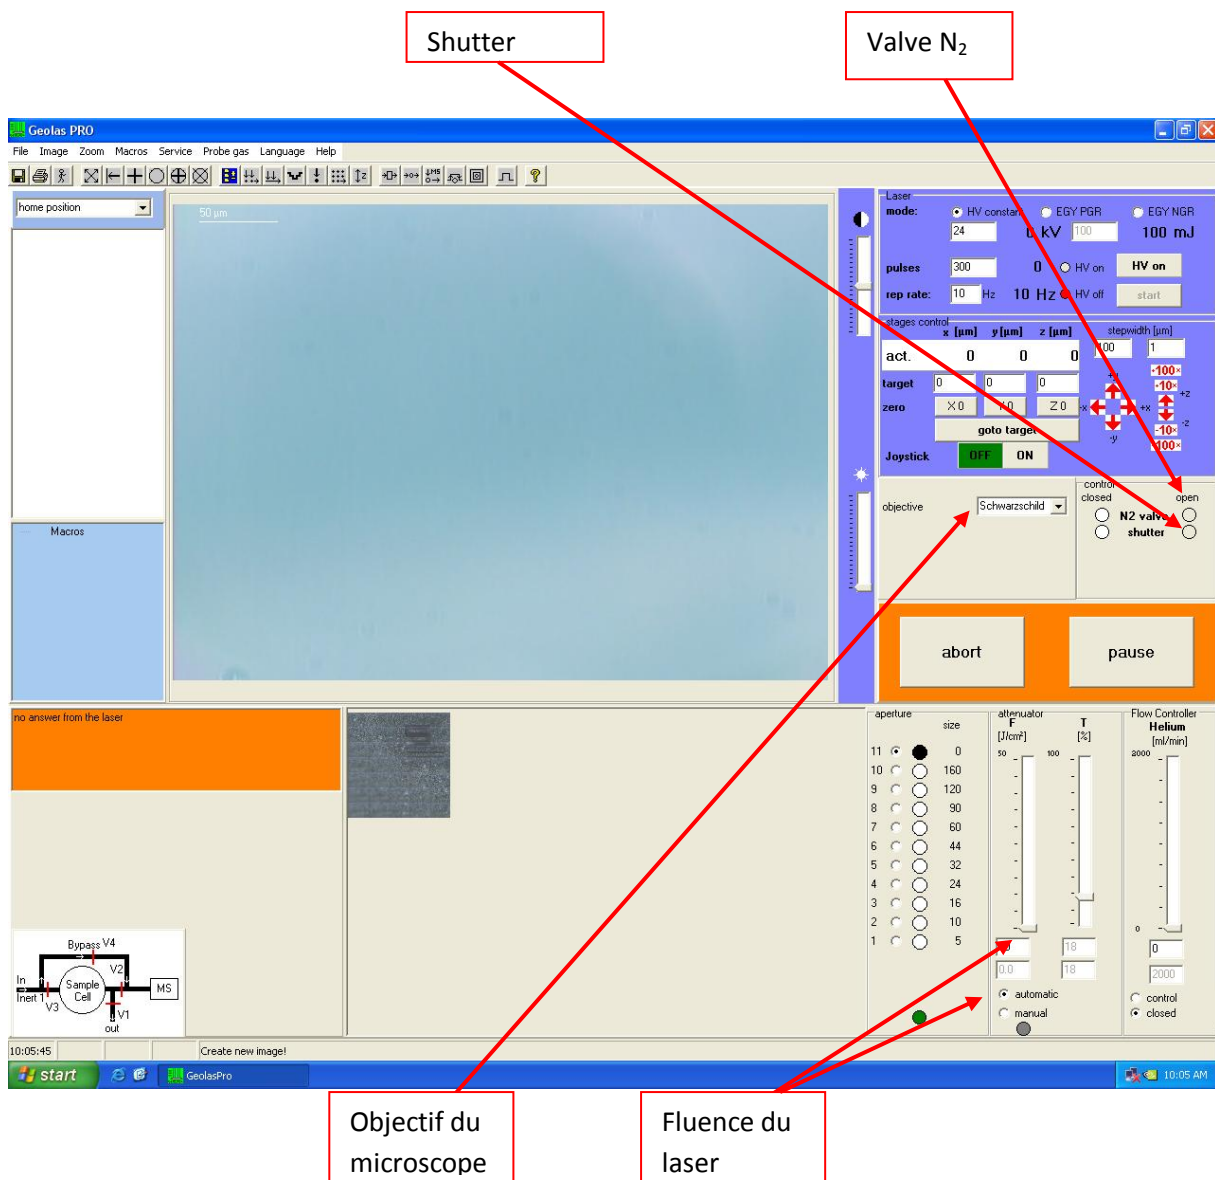 Shutter
Valve N₂
Geolas PRO
File Image Zoom Macros Service Probe gas Language Help
home position
50 µm
Laser
mode: HV constant EGY PGR EGY NGR
24 0 kV 100 100 mJ
pulses 300 0 HV on HV on
rep rate: 10 Hz 10 Hz HV off start
stages control
x [µm] y [µm] z [µm] stepwidth [µm]
act. 0 0 0 100 1
target 0 0 0
zero X 0 Y 0 Z 0
goto target
Joystick OFF ON
-100×
-10×
+z
-x +x
-z
-y
-10×
-100×
objective Schwarzschild
control
closed open
N2 valve
shutter
Macros
abort pause
no answer from the laser
aperture
size
11 0
10 160
9 120
8 90
7 60
6 44
5 32
4 24
3 16
2 10
1 5
attenuator
F T
[J/cm²] [%]
50 100
18
0.0 18
automatic
manual
Flow Controller
Helium
[ml/min]
2000
0
0
2000
control
closed
Bypass V4
V2
In
Inert 1
Sample
Cell
MS
V3
V1
out
10:05:45 Create new image!
start GeolasPro 10:05 AM
Objectif du
microscope
Fluence du
laser